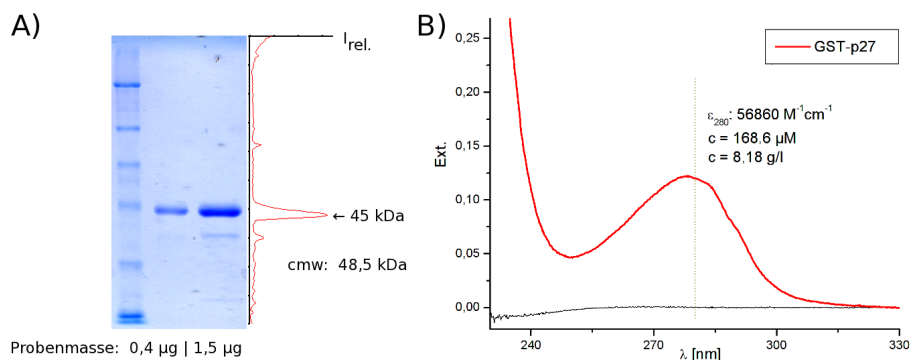 A)
I rel.
← 45 kDa
cmw: 48,5 kDa
Probenmasse: 0,4 µg | 1,5 µg
B)
GST-p27
ε280: 56860 M-1cm-1
c = 168,6 µM
c = 8,18 g/l
Ext.
0,25
0,20
0,15
0,10
0,05
0,00
240
270
300
330
λ [nm]